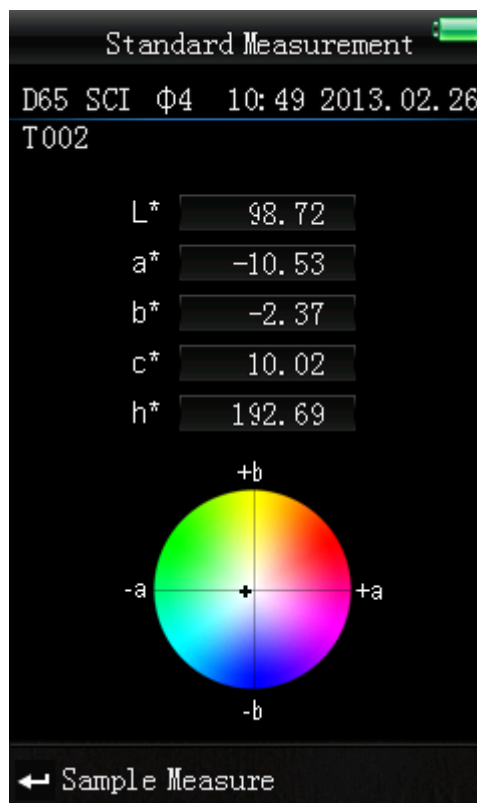 Standard Measurement
D65 SCI Φ4 10:49 2013.02.26
T002
L* 98.72
a* -10.53
b* -2.37
c* 10.02
h* 192.69
+b
-a +a
-b
Sample Measure